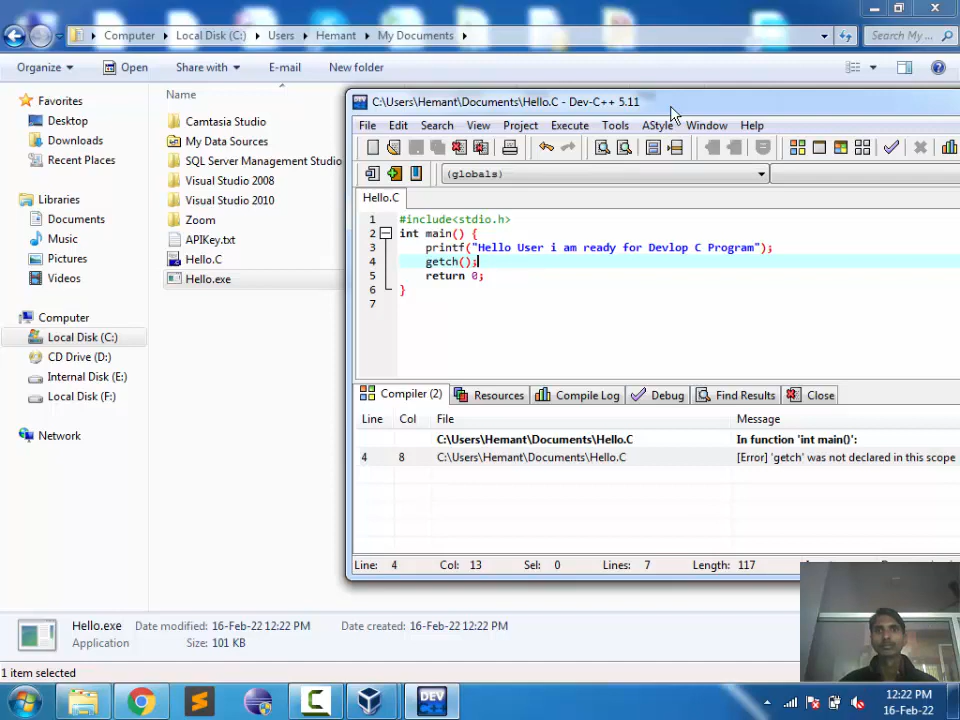 Computer Local Disk (C:) Users Hemant My Documents
Search My ...
Organize Open Share with E-mail New folder
Name
Favorites
Desktop
Downloads
Recent Places
Libraries
Documents
Music
Pictures
Videos
Computer
Local Disk (C:)
CD Drive (D:)
Internal Disk (E:)
Local Disk (F:)
Network
Camtasia Studio
My Data Sources
SQL Server Management Studio
Visual Studio 2008
Visual Studio 2010
Zoom
APIKey.txt
Hello.C
Hello.exe
DEV
C:\Users\Hemant\Documents\Hello.C - Dev-C++ 5.11
File Edit Search View Project Execute Tools AStyle Window Help
(globals)
Hello.C
1 #include<stdio.h>
2 int main() {
3 printf("Hello User i am ready for Devlop C Program");
4 getch();
5 return 0;
6 }
7
Compiler (2) Resources Compile Log Debug Find Results Close
Line Col File Message
C:\Users\Hemant\Documents\Hello.C In function 'int main()':
4 8 C:\Users\Hemant\Documents\Hello.C [Error] 'getch' was not declared in this scope
Line: 4 Col: 13 Sel: 0 Lines: 7 Length: 117
Hello.exe Date modified: 16-Feb-22 12:22 PM Date created: 16-Feb-22 12:22 PM
Application Size: 101 KB
1 item selected
DEV
C++
12:22 PM
16-Feb-22